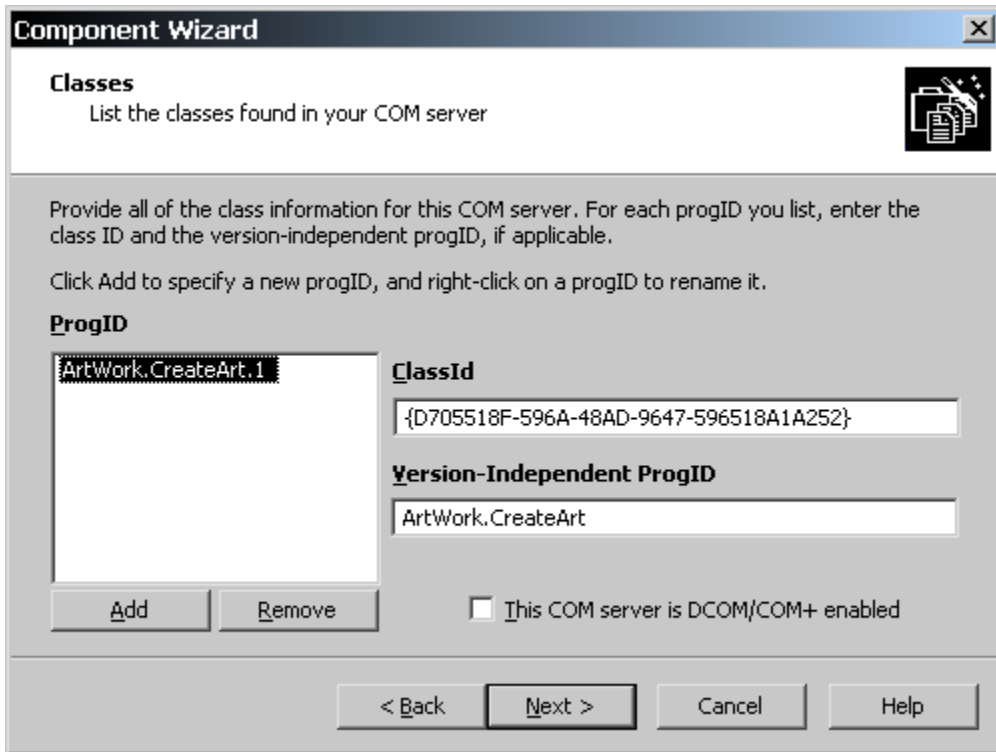 Component Wizard
Classes
List the classes found in your COM server
Provide all of the class information for this COM server. For each progID you list, enter the
class ID and the version-independent progID, if applicable.
Click Add to specify a new progID, and right-click on a progID to rename it.
ProgID
ArtWork.CreateArt.1
ClassId
{D705518F-596A-48AD-9647-596518A1A252}
Version-Independent ProgID
ArtWork.CreateArt
Add
Remove
This COM server is DCOM/COM+ enabled
< Back
Next >
Cancel
Help